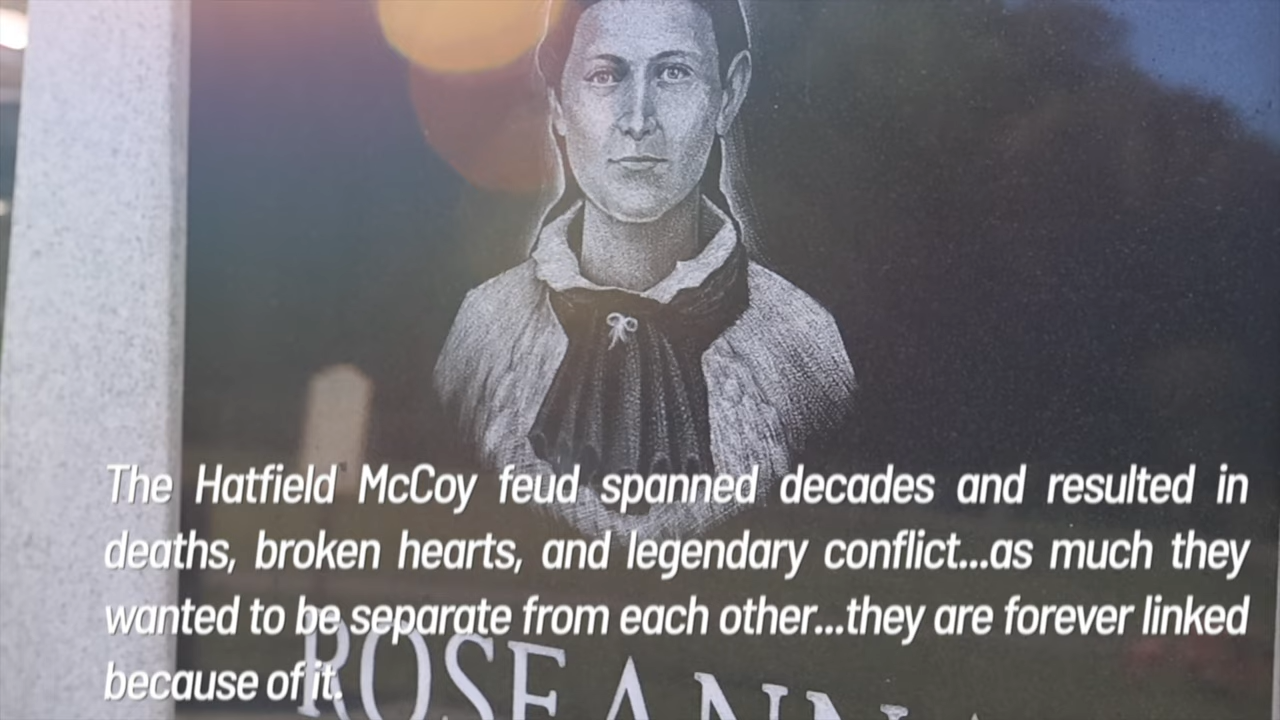 The Hatfield McCoy feud spanned decades and resulted in
deaths, broken hearts, and legendary conflict...as much they
wanted to be separate from each other...they are forever linked
because of it.
ROSEANNA